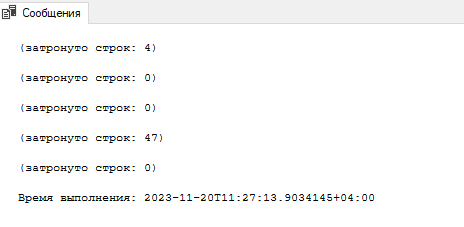 Сообщения
(затронуто строк: 4)
(затронуто строк: 0)
(затронуто строк: 0)
(затронуто строк: 47)
(затронуто строк: 0)
Время выполнения: 2023-11-20T11:27:13.9034145+04:00